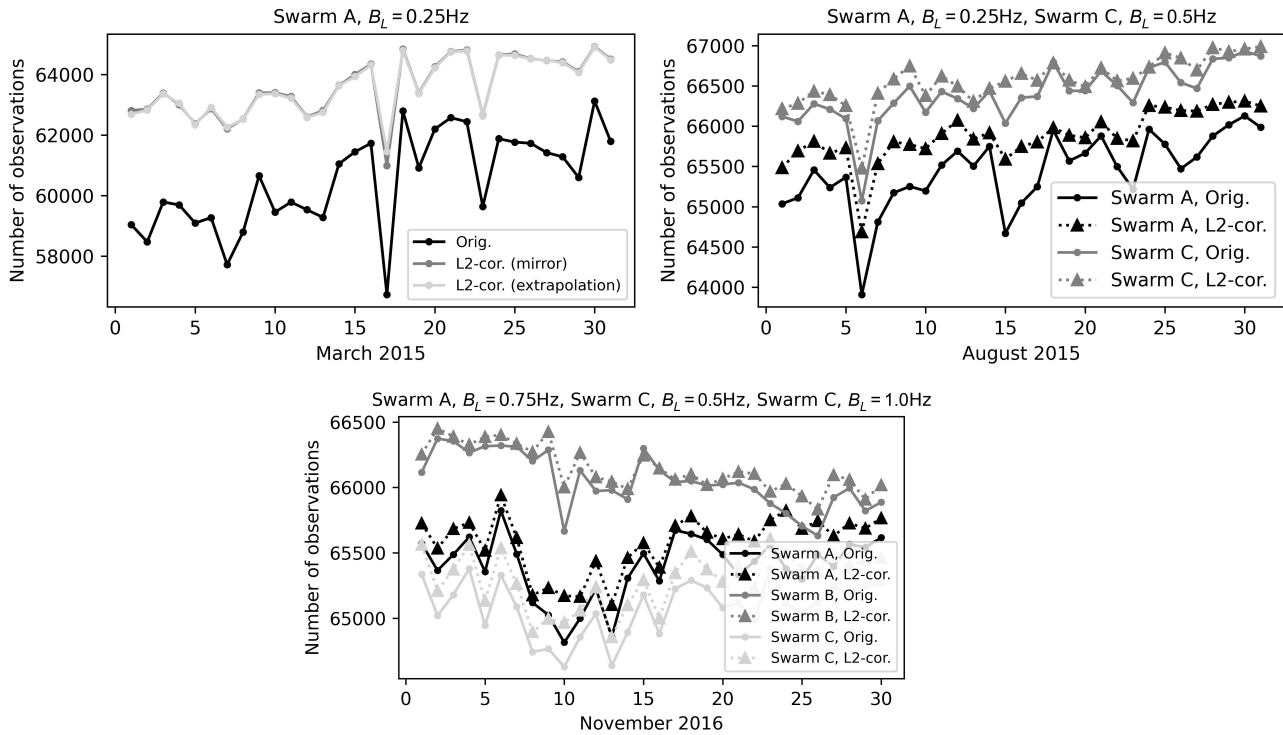 Swarm A, B_L = 0.25Hz
Number of observations
64000
62000
60000
58000
0 5 10 15 20 25 30
March 2015
Orig.
L2-cor. (mirror)
L2-cor. (extrapolation)
Swarm A, B_L = 0.25Hz, Swarm C, B_L = 0.5Hz
Number of observations
67000
66500
66000
65500
65000
64500
64000
0 5 10 15 20 25 30
August 2015
Swarm A, Orig.
Swarm A, L2-cor.
Swarm C, Orig.
Swarm C, L2-cor.
Swarm A, B_L = 0.75Hz, Swarm C, B_L = 0.5Hz, Swarm C, B_L = 1.0Hz
Number of observations
66500
66000
65500
65000
0 5 10 15 20 25 30
November 2016
Swarm A, Orig.
Swarm A, L2-cor.
Swarm B, Orig.
Swarm B, L2-cor.
Swarm C, Orig.
Swarm C, L2-cor.